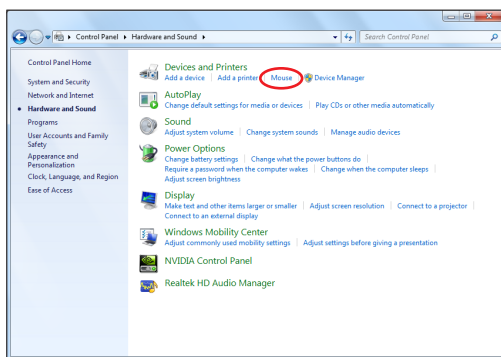 Control Panel ▸ Hardware and Sound ▸
Search Control Panel
Control Panel Home
System and Security
Network and Internet
Hardware and Sound
Programs
User Accounts and Family
Safety
Appearance and
Personalization
Clock, Language, and Region
Ease of Access
Devices and Printers
Add a device | Add a printer | Mouse | Device Manager
AutoPlay
Change default settings for media or devices | Play CDs or other media automatically
Sound
Adjust system volume | Change system sounds | Manage audio devices
Power Options
Change battery settings | Change what the power buttons do |
Require a password when the computer wakes | Change when the computer sleeps |
Adjust screen brightness
Display
Make text and other items larger or smaller | Adjust screen resolution | Connect to a projector |
Connect to an external display
Windows Mobility Center
Adjust commonly used mobility settings | Adjust settings before giving a presentation
NVIDIA Control Panel
Realtek HD Audio Manager